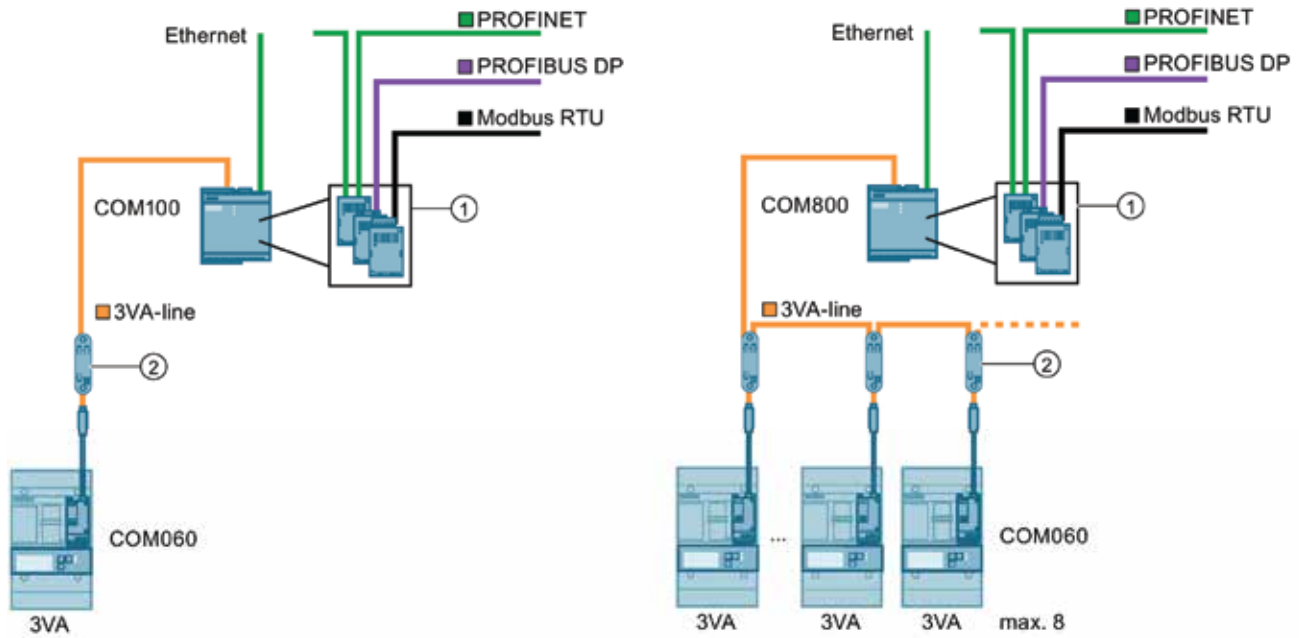 Ethernet
PROFINET
PROFIBUS DP
Modbus RTU
COM100
1
3VA-line
2
COM060
3VA
Ethernet
PROFINET
PROFIBUS DP
Modbus RTU
COM800
1
3VA-line
2
...
COM060
3VA 3VA 3VA max. 8